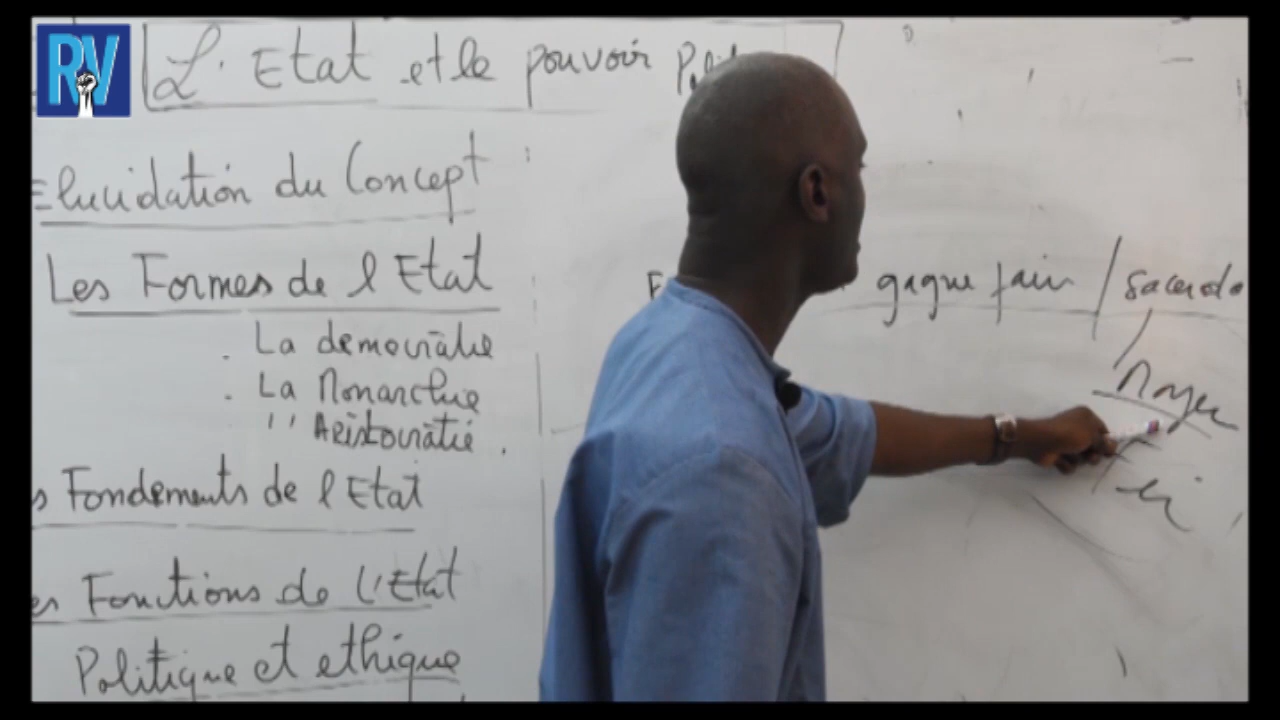 RV
L'Etat et le pouvoir
Elucidation du Concept
Les Formes de l'Etat
. La democratie
. La Monarchie
'' Aristocratie .
Fondements de l'Etat
Fonctions de l'Etat
Politique et ethique
gagne pain / sacerdo